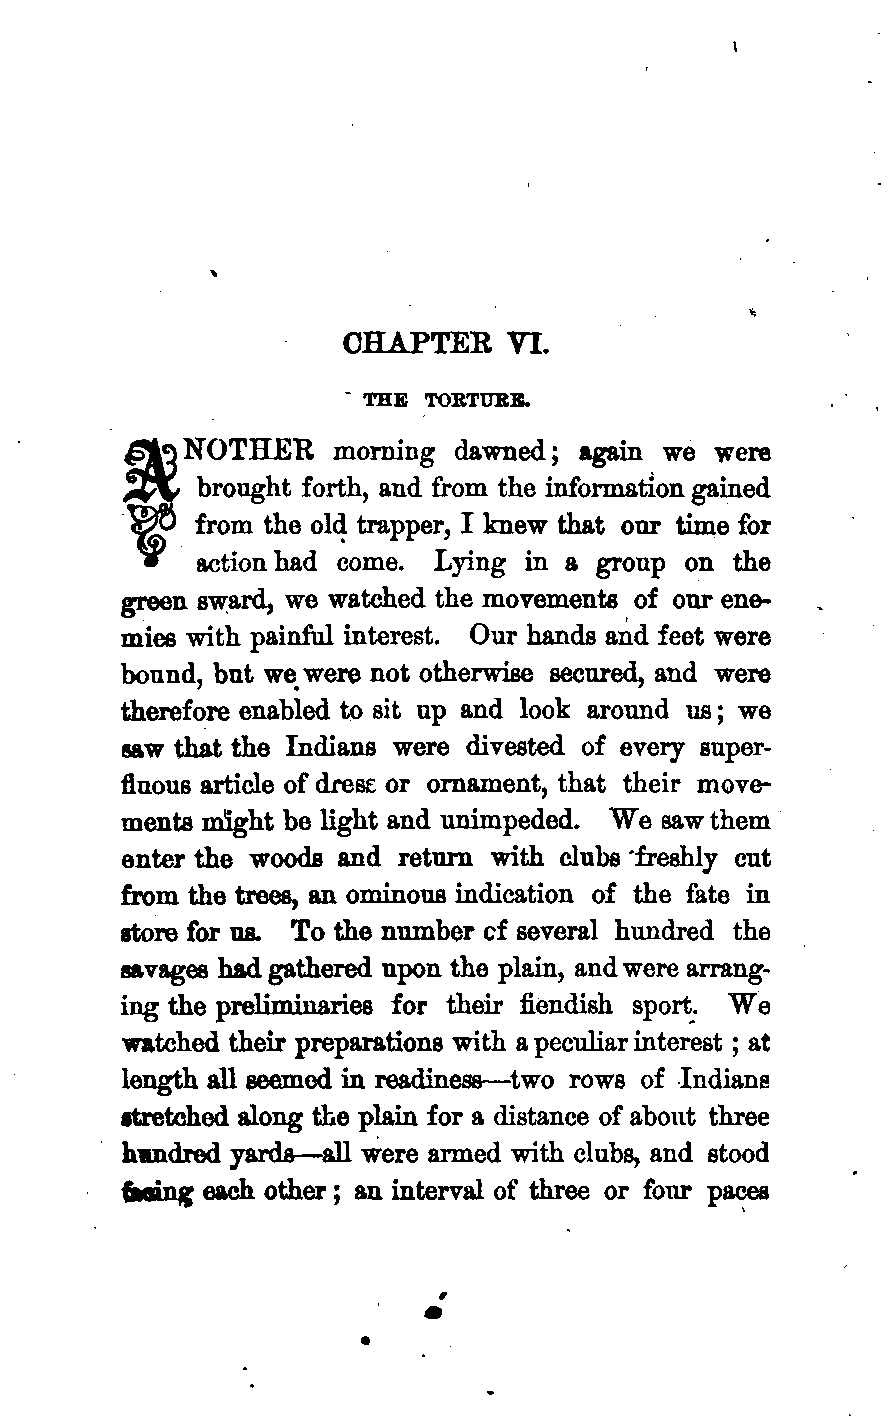 CHAPTER VI.
THE TORTURE.
ANOTHER morning dawned; again we were
brought forth, and from the information gained
from the old trapper, I knew that our time for
action had come. Lying in a group on the
green sward, we watched the movements of our ene-
mies with painful interest. Our hands and feet were
bound, but we were not otherwise secured, and were
therefore enabled to sit up and look around us; we
saw that the Indians were divested of every super-
fluous article of dress or ornament, that their move-
ments might be light and unimpeded. We saw them
enter the woods and return with clubs freshly cut
from the trees, an ominous indication of the fate in
store for us. To the number of several hundred the
savages had gathered upon the plain, and were arrang-
ing the preliminaries for their fiendish sport. We
watched their preparations with a peculiar interest; at
length all seemed in readiness—two rows of Indians
stretched along the plain for a distance of about three
hundred yards—all were armed with clubs, and stood
facing each other; an interval of three or four paces